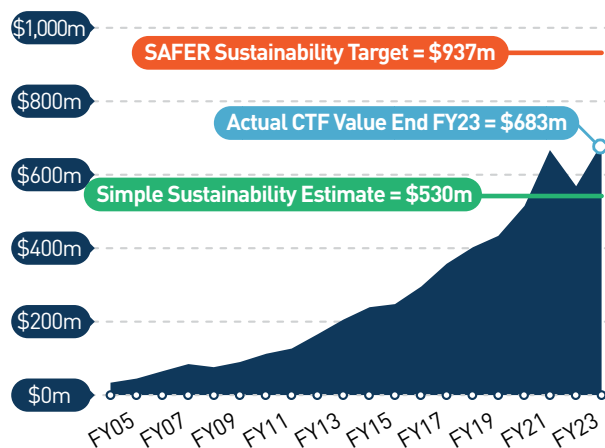 $1,000m
SAFER Sustainability Target = $937m
$800m
Actual CTF Value End FY23 = $683m
$600m
Simple Sustainability Estimate = $530m
$400m
$200m
$0m
FY05 FY07 FY09 FY11 FY13 FY15 FY17 FY19 FY21 FY23